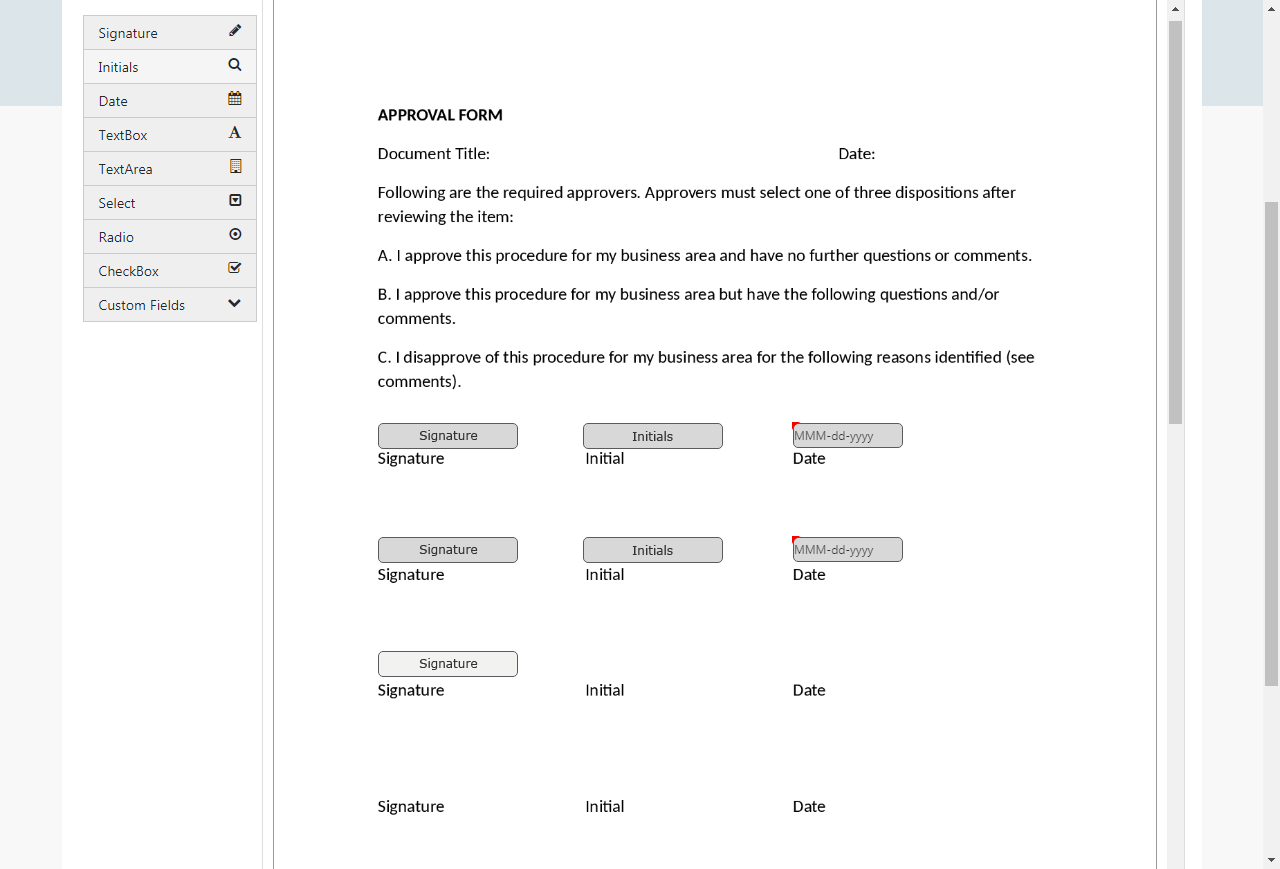 Signature
Initials
Date
TextBox
TextArea
Select
Radio
CheckBox
Custom Fields
APPROVAL FORM
Document Title: Date:
Following are the required approvers. Approvers must select one of three dispositions after
reviewing the item:
A. I approve this procedure for my business area and have no further questions or comments.
B. I approve this procedure for my business area but have the following questions and/or
comments.
C. I disapprove of this procedure for my business area for the following reasons identified (see
comments).
Signature Initials MMM-dd-yyyy
Signature Initial Date
Signature Initials MMM-dd-yyyy
Signature Initial Date
Signature
Signature Initial Date
Signature Initial Date